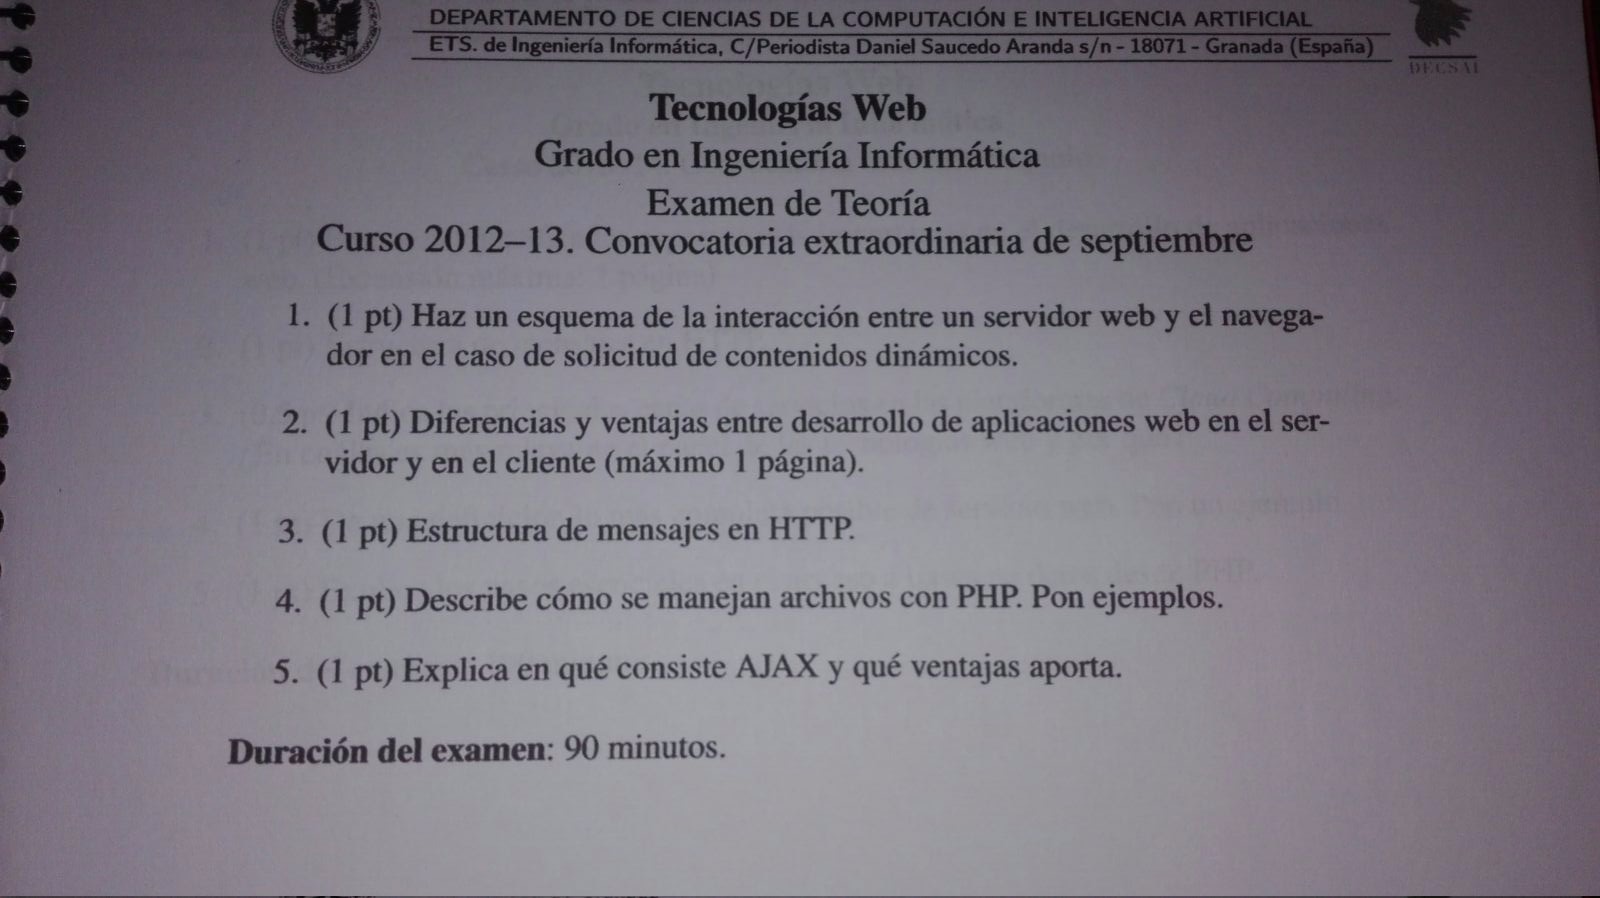 DEPARTAMENTO DE CIENCIAS DE LA COMPUTACIÓN E INTELIGENCIA ARTIFICIAL
ETS. de Ingeniería Informática, C/Periodista Daniel Saucedo Aranda s/n - 18071 - Granada (España)
DECSAI
Tecnologías Web
Grado en Ingeniería Informática
Examen de Teoría
Curso 2012–13. Convocatoria extraordinaria de septiembre
1. (1 pt) Haz un esquema de la interacción entre un servidor web y el navega-
dor en el caso de solicitud de contenidos dinámicos.
2. (1 pt) Diferencias y ventajas entre desarrollo de aplicaciones web en el ser-
vidor y en el cliente (máximo 1 página).
3. (1 pt) Estructura de mensajes en HTTP.
4. (1 pt) Describe cómo se manejan archivos con PHP. Pon ejemplos.
5. (1 pt) Explica en qué consiste AJAX y qué ventajas aporta.
Duración del examen: 90 minutos.